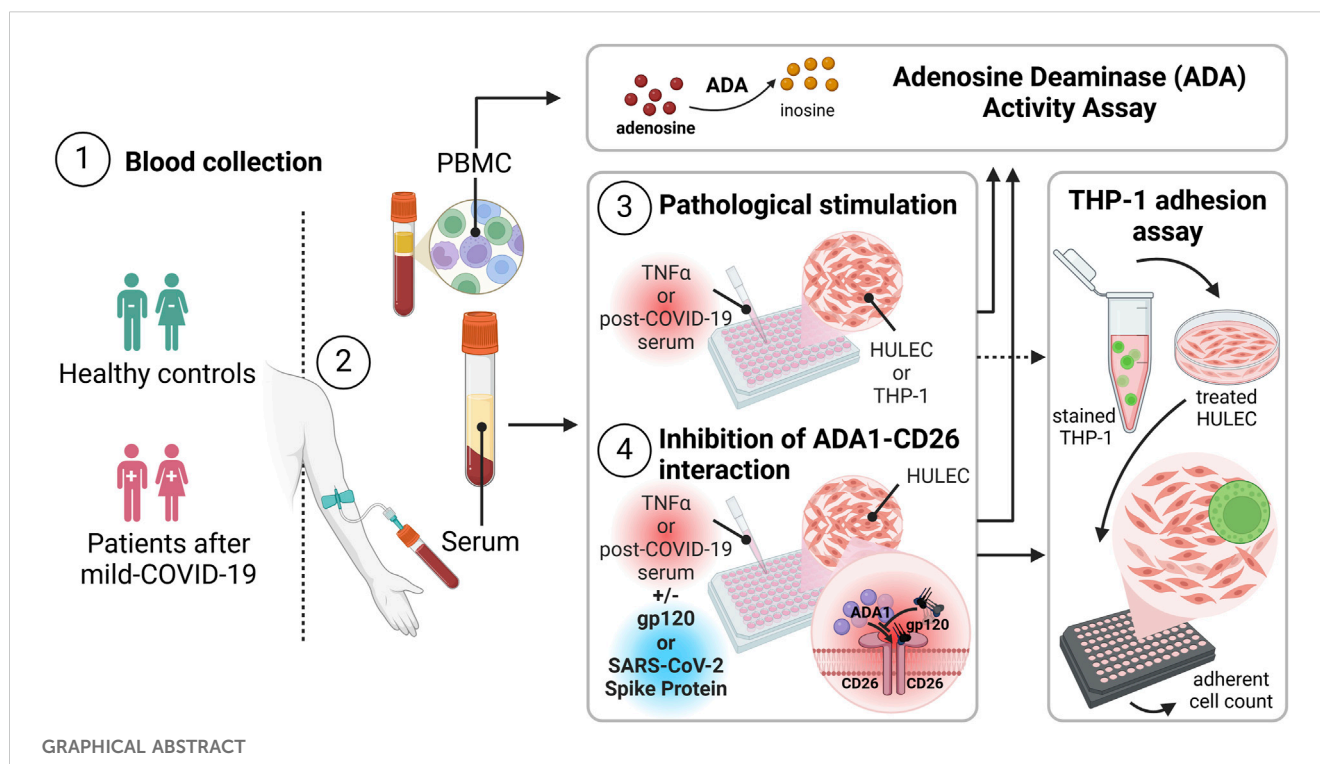 1
Blood collection
Healthy controls
Patients after
mild-COVID-19
2
PBMC
Serum
ADA
adenosine
inosine
Adenosine Deaminase (ADA)
Activity Assay
3
Pathological stimulation
TNFα
or
post-COVID-19
serum
HULEC
or
THP-1
4
Inhibition of ADA1-CD26
interaction
TNFα
or
post-COVID-19
serum
+/-
gp120
or
SARS-CoV-2
Spike Protein
HULEC
ADA1
gp120
CD26
CD26
THP-1 adhesion
assay
stained
THP-1
treated
HULEC
adherent
cell count
GRAPHICAL ABSTRACT